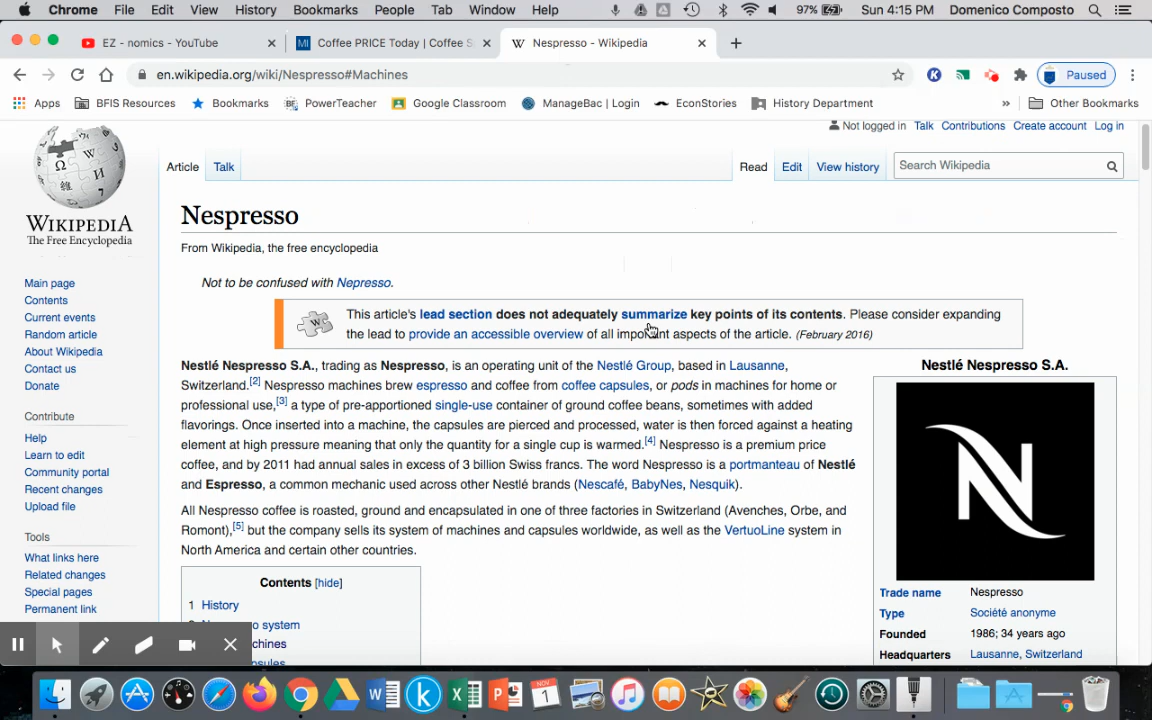 Chrome File Edit View History Bookmarks People Tab Window Help 97% Sun 4:15 PM Domenico Composto
EZ - nomics - YouTube × Coffee PRICE Today | Coffee S × Nespresso - Wikipedia × +
en.wikipedia.org/wiki/Nespresso#Machines Paused
Apps BFIS Resources Bookmarks PowerTeacher Google Classroom ManageBac | Login EconStories History Department » Other Bookmarks
Not logged in Talk Contributions Create account Log in
Article Talk Read Edit View history Search Wikipedia
WIKIPEDIA
The Free Encyclopedia
Main page
Contents
Current events
Random article
About Wikipedia
Contact us
Donate
Contribute
Help
Learn to edit
Community portal
Recent changes
Upload file
Tools
What links here
Related changes
Special pages
Permanent link
Nespresso
From Wikipedia, the free encyclopedia
Not to be confused with Nepresso.
This article's lead section does not adequately summarize key points of its contents. Please consider expanding
the lead to provide an accessible overview of all important aspects of the article. (February 2016)
Nestlé Nespresso S.A., trading as Nespresso, is an operating unit of the Nestlé Group, based in Lausanne,
Switzerland.[2] Nespresso machines brew espresso and coffee from coffee capsules, or pods in machines for home or
professional use,[3] a type of pre-apportioned single-use container of ground coffee beans, sometimes with added
flavorings. Once inserted into a machine, the capsules are pierced and processed, water is then forced against a heating
element at high pressure meaning that only the quantity for a single cup is warmed.[4] Nespresso is a premium price
coffee, and by 2011 had annual sales in excess of 3 billion Swiss francs. The word Nespresso is a portmanteau of Nestlé
and Espresso, a common mechanic used across other Nestlé brands (Nescafé, BabyNes, Nesquik).
All Nespresso coffee is roasted, ground and encapsulated in one of three factories in Switzerland (Avenches, Orbe, and
Romont),[5] but the company sells its system of machines and capsules worldwide, as well as the VertuoLine system in
North America and certain other countries.
Contents [hide]
1 History
system
chines
Nestlé Nespresso S.A.
N
Trade name Nespresso
Type Société anonyme
Founded 1986; 34 years ago
Headquarters Lausanne, Switzerland
NOV
1